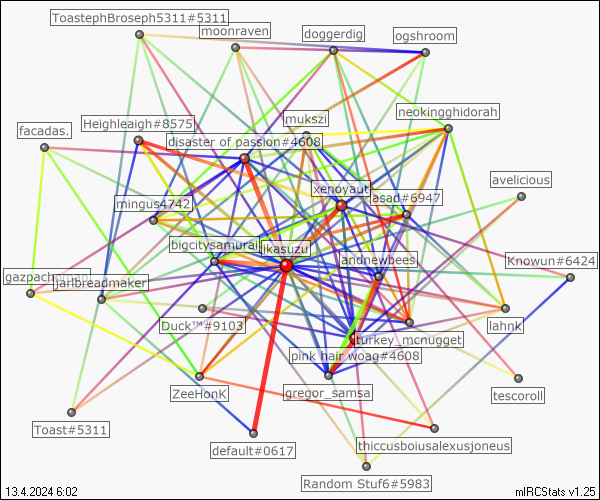 ToastephBroseph5311#5311
moonraven
doggerdig
ogshroom
mukszi
neokingghidorah
facadas.
Heighleaigh#8575
disaster of passion#4608
avelicious
xenoyaut
asad#6947
mingus4742
bigcitysamurai
jikasuzu
andnewbees
Knowun#6424
jarlbreadmaker
Duck™#9103
turkey_mcnugget
lahnk
pink hair woag#4608
ZeeHonK
gregor_samsa
tescoroll
Toast#5311
default#0617
thiccusboiusalexusjoneus
Random Stuf6#5983
13.4.2024 6:02
mIRCStats v1.25